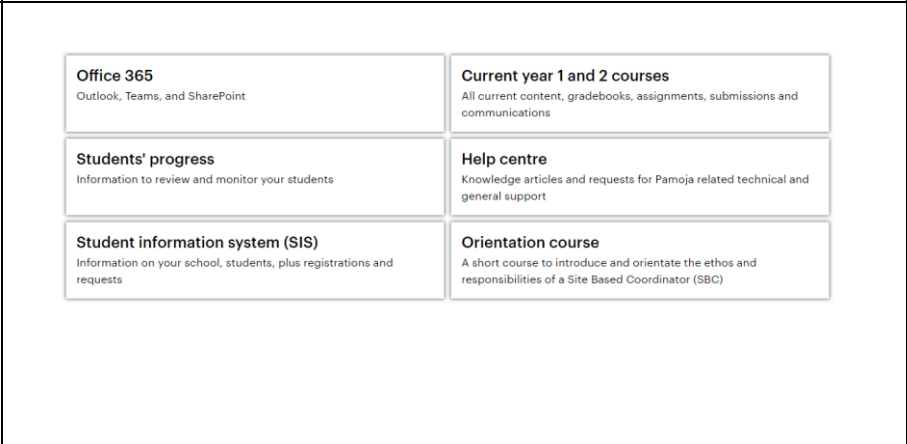 Office 365
Outlook, Teams, and SharePoint
Current year 1 and 2 courses
All current content, gradebooks, assignments, submissions and
communications
Students' progress
Information to review and monitor your students
Help centre
Knowledge articles and requests for Pamoja related technical and
general support
Student information system (SIS)
Information on your school, students, plus registrations and
requests
Orientation course
A short course to introduce and orientate the ethos and
responsibilities of a Site Based Coordinator (SBC)